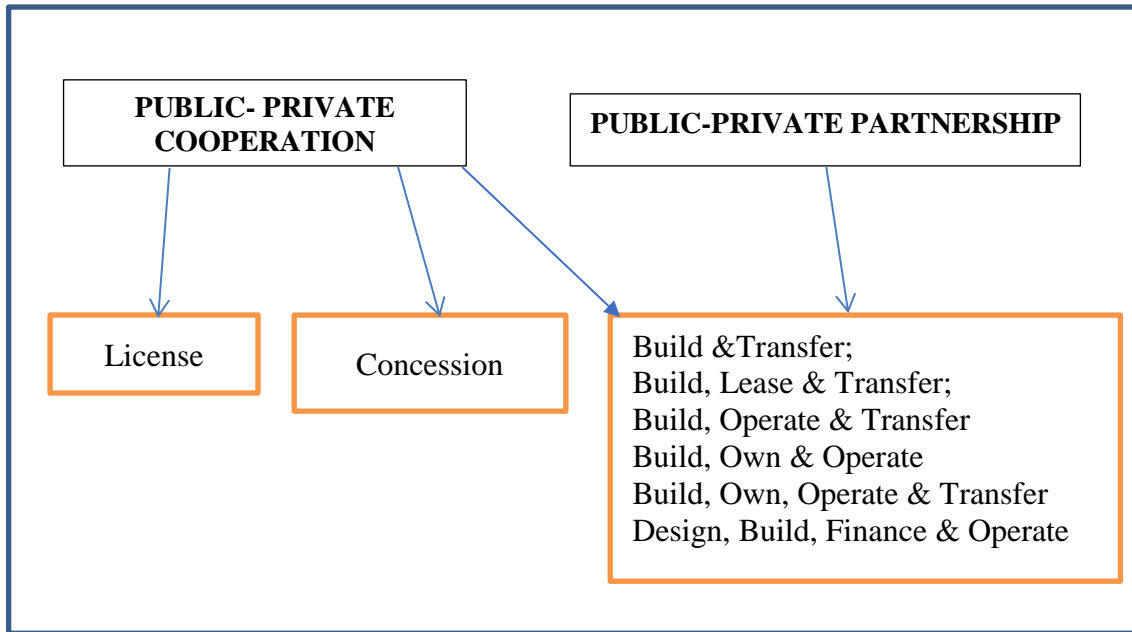 PUBLIC- PRIVATE
COOPERATION
PUBLIC-PRIVATE PARTNERSHIP
License
Concession
Build &Transfer;
Build, Lease & Transfer;
Build, Operate & Transfer
Build, Own & Operate
Build, Own, Operate & Transfer
Design, Build, Finance & Operate